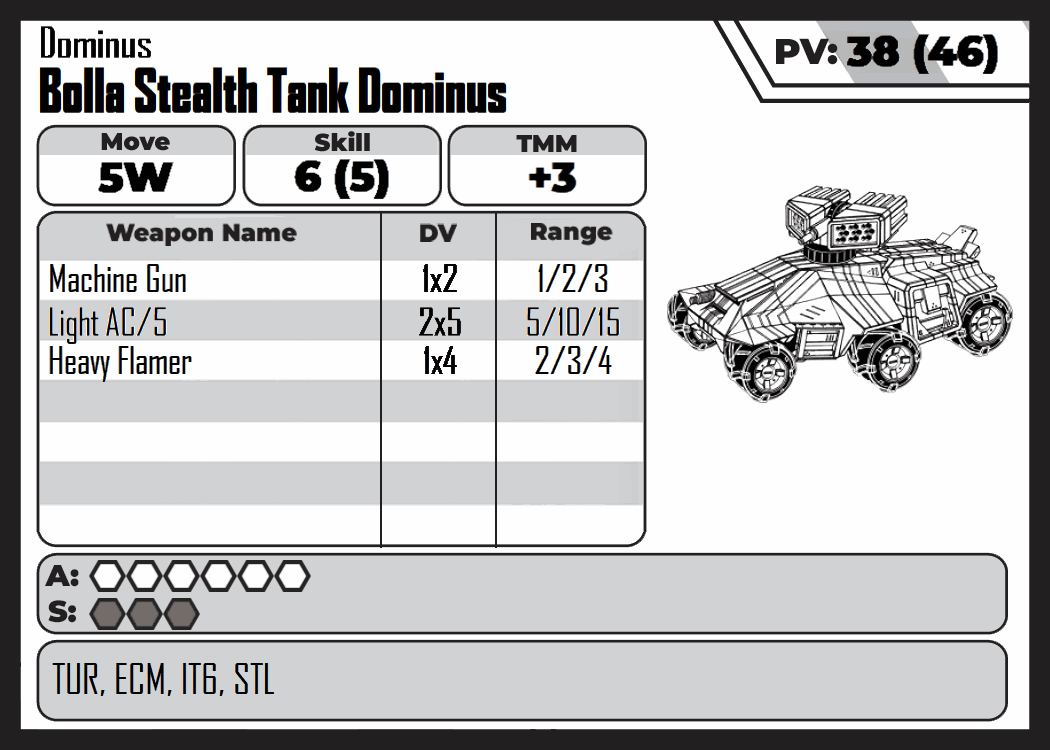 Dominus
PV: 38 (46)
Bolla Stealth Tank Dominus
Move Skill TMM
5W 6 (5) +3
Weapon Name DV Range
Machine Gun 1x2 1/2/3
Light AC/5 2x5 5/10/15
Heavy Flamer 1x4 2/3/4
A:
S:
TUR, ECM, IT6, STL